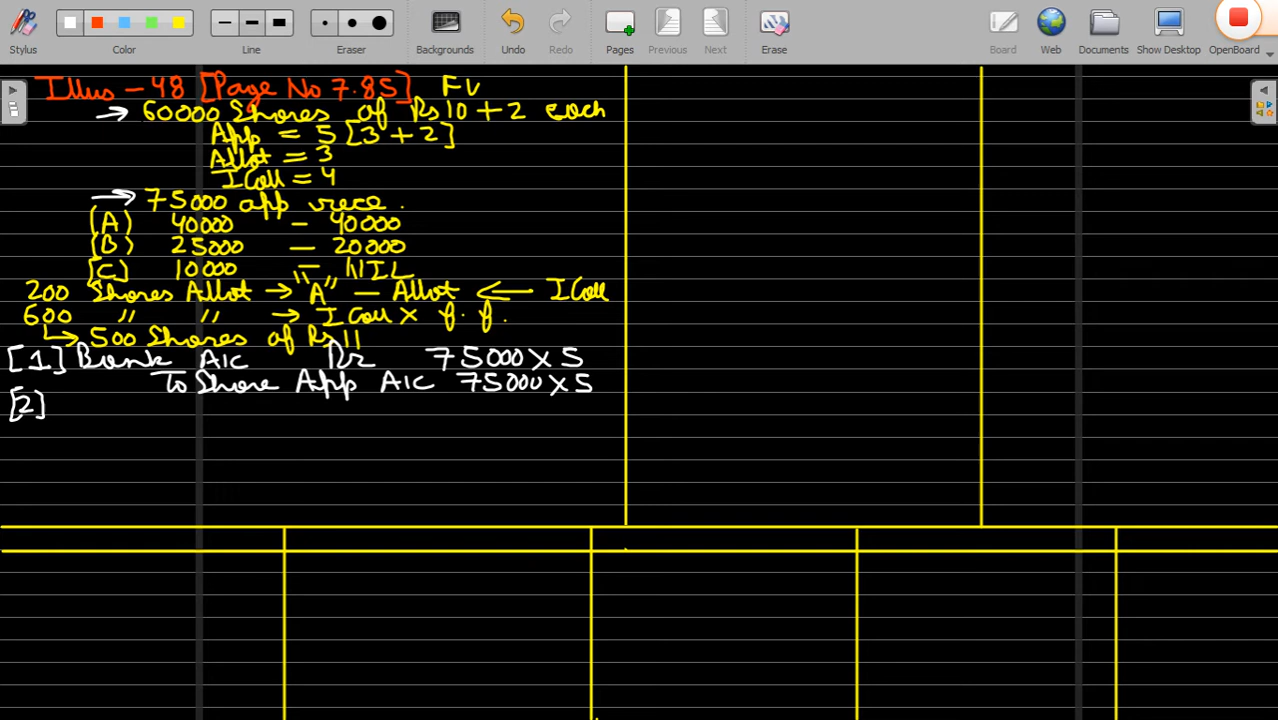 Stylus
Color
Line
Eraser
Backgrounds
Undo
Redo
Pages
Previous
Next
Erase
Board
Web
Documents
Show Desktop
OpenBoard
Illus - 48 [Page No 7.85] FV
→ 60000 Shares of Rs 10 + 2 each
App = 5 [3 + 2]
Allot = 3
I Call = 4
→ 75000 app rece.
(A) 40000 - 40000
(B) 25000 - 20000
[C] 10000 - NIL
200 Shares Allot → "A" - Allot ← I Call
600 " " → I Call × f. f.
↳ 500 Shares of Rs 11
[1] Bank A/C Dr 75000 × 5
To Share App A/C 75000 × 5
[2]